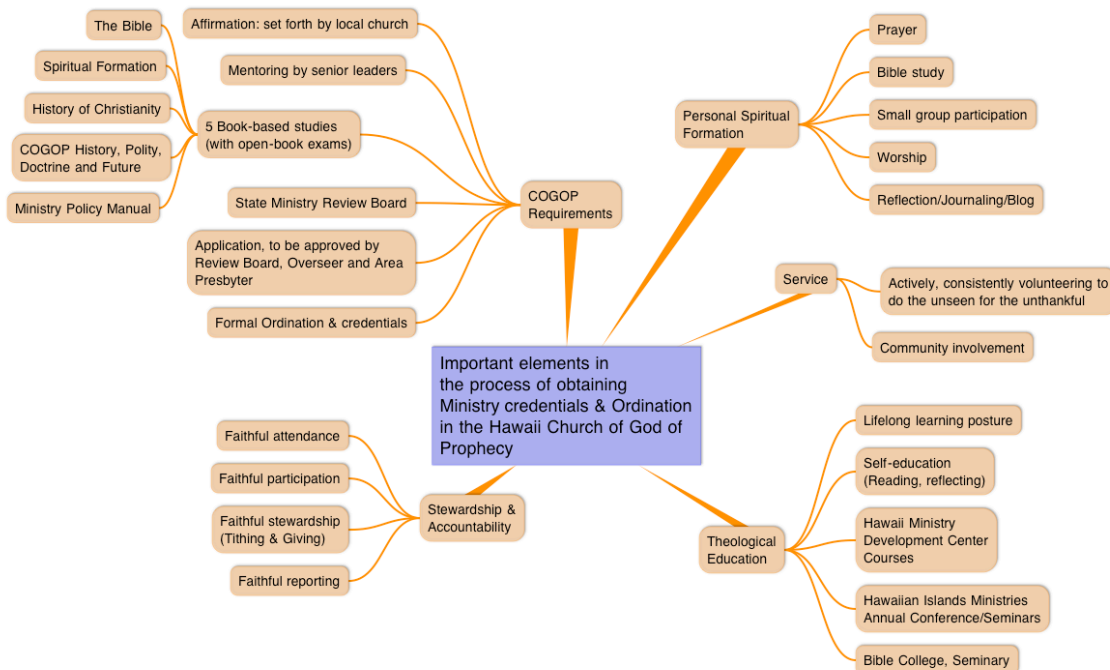 Important elements in
the process of obtaining
Ministry credentials & Ordination
in the Hawaii Church of God of
Prophecy
COGOP
Requirements
Affirmation: set forth by local church
Mentoring by senior leaders
5 Book-based studies
(with open-book exams)
The Bible
Spiritual Formation
History of Christianity
COGOP History, Polity,
Doctrine and Future
Ministry Policy Manual
State Ministry Review Board
Application, to be approved by
Review Board, Overseer and Area
Presbyter
Formal Ordination & credentials
Personal Spiritual
Formation
Prayer
Bible study
Small group participation
Worship
Reflection/Journaling/Blog
Service
Actively, consistently volunteering to
do the unseen for the unthankful
Community involvement
Theological
Education
Lifelong learning posture
Self-education
(Reading, reflecting)
Hawaii Ministry
Development Center
Courses
Hawaiian Islands Ministries
Annual Conference/Seminars
Bible College, Seminary
Stewardship &
Accountability
Faithful attendance
Faithful participation
Faithful stewardship
(Tithing & Giving)
Faithful reporting